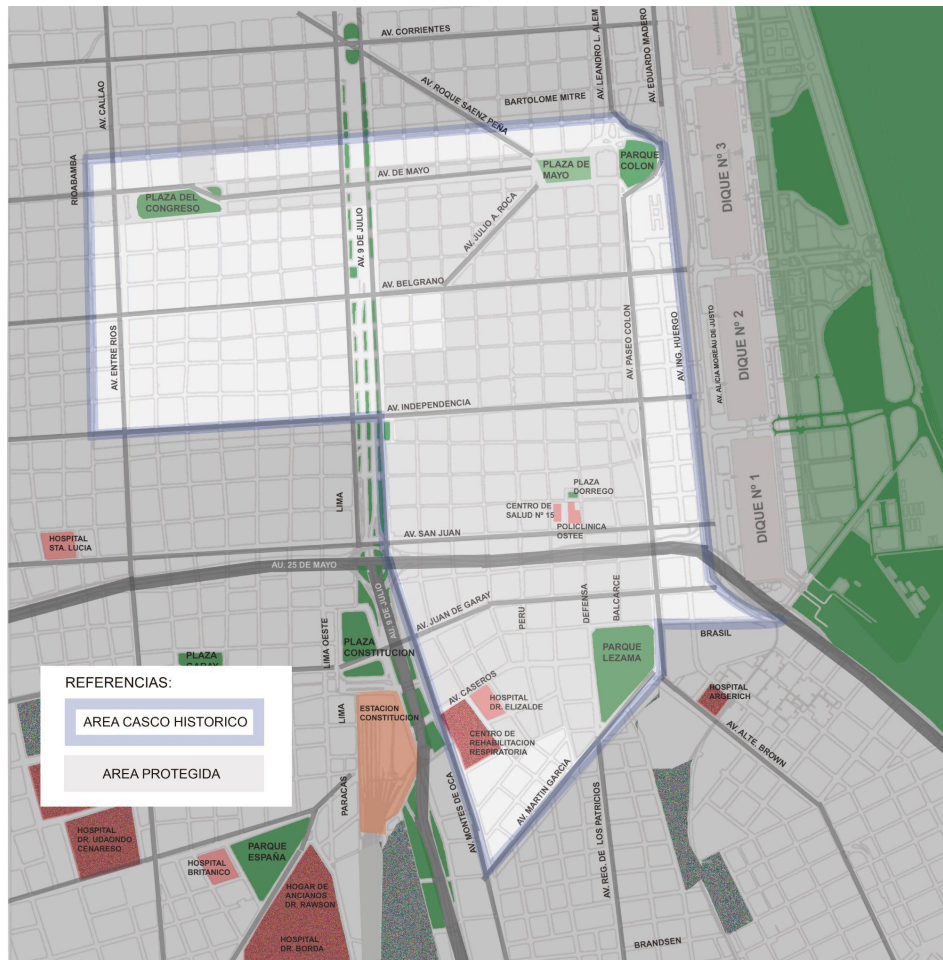 AV. CORRIENTES
AV. LEANDRO L. ALEM
AV. EDUARDO MADERO
AV. CALLAO
AV. ROQUE SAENZ PEÑA
BARTOLOME MITRE
RIOABAMBA
PARQUE
COLON
DIQUE Nº 3
PLAZA DE
MAYO
AV. DE MAYO
PLAZA DEL
CONGRESO
AV. 9 DE JULIO
AV. JULIO A. ROCA
AV. BELGRANO
AV. PASEO COLON
AV. ING. HUERGO
AV. ALICIA MOREAU DE JUSTO
DIQUE Nº 2
AV. ENTRE RIOS
AV. INDEPENDENCIA
DIQUE Nº 1
PLAZA
DORREGO
LIMA
CENTRO DE
SALUD Nº 15
POLICLINICA
OSTEE
AV. SAN JUAN
HOSPITAL
STA. LUCIA
AU. 25 DE MAYO
AU. 9 DE JULIO
AV. JUAN DE GARAY
PERU
DEFENSA
BALCARCE
BRASIL
LIMA OESTE
PLAZA
CONSTITUCION
PARQUE
LEZAMA
PLAZA
GARAY
REFERENCIAS:
AREA CASCO HISTORICO
AREA PROTEGIDA
LIMA
ESTACION
CONSTITUCION
AV. CASEROS
HOSPITAL
DR. ELIZALDE
HOSPITAL
ARGERICH
CENTRO DE
REHABILITACION
RESPIRATORIA
AV. ALTE. BROWN
PARACAS
AV. MONTES DE OCA
AV. MARTIN GARCIA
AV. REG. DE LOS PATRICIOS
HOSPITAL
DR. UDAONDO
CENARESO
PARQUE
ESPAÑA
HOSPITAL
BRITANICO
HOGAR DE
ANCIANOS
DR. RAWSON
HOSPITAL
DR. BORDA
BRANDSEN